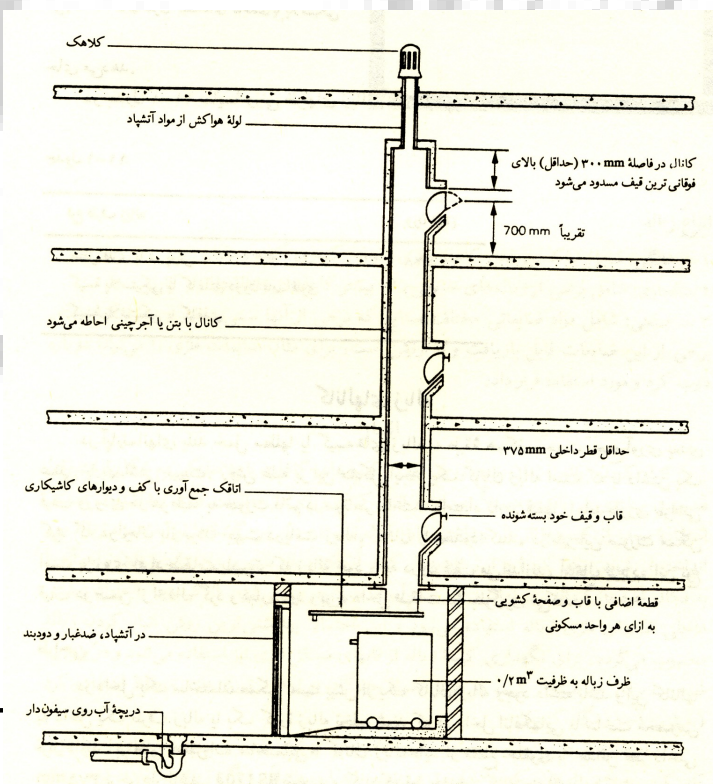 کلاهک
لولهٔ هواکش از مواد آتشپاد
کانال در فاصلهٔ ۳۰۰mm (حداقل) بالای
فوقانی ترین قیف مسدود می‌شود
تقریباً 700 mm
کانال با بتن یا آجرچینی احاطه می‌شود
حداقل قطر داخلی ۳۷۵mm
اتاقک جمع آوری با کف و دیوارهای کاشیکاری
قاب و قیف خود بسته‌شونده
قطعهٔ اضافی با قاب و صفحهٔ کشویی
به ازای هر واحد مسکونی
در آتشپاد، ضدغبار و دودبند
ظرف زباله به ظرفیت ۰/۲m³
دریچهٔ آب روی سیفون‌دار